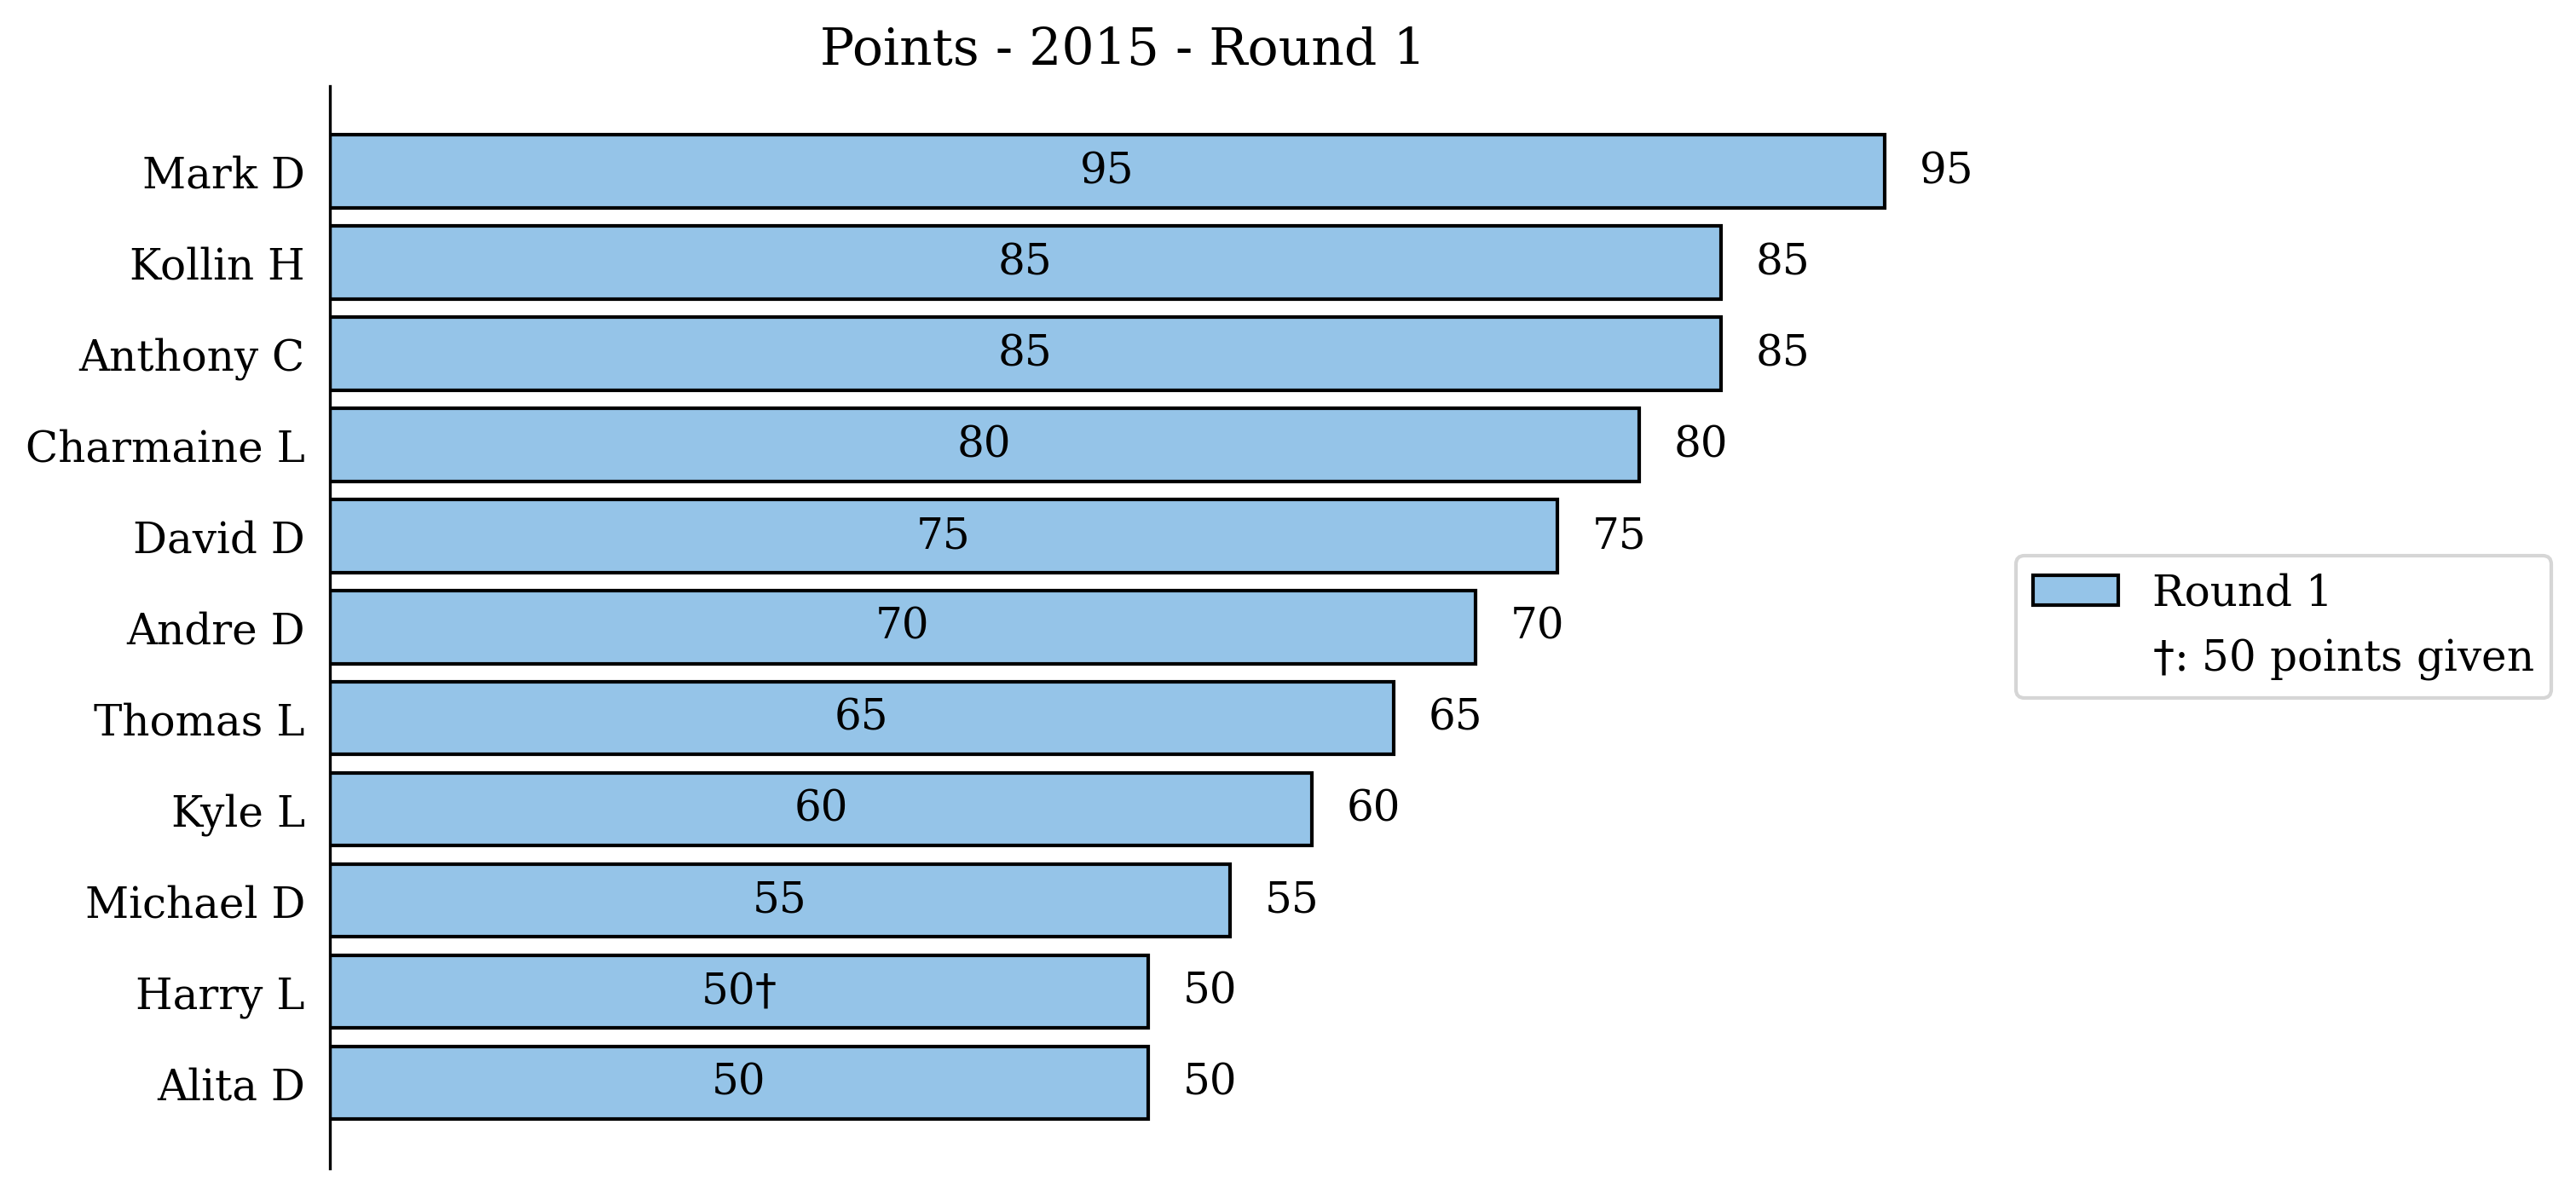 Points - 2015 - Round 1
Mark D 95 95
Kollin H 85 85
Anthony C 85 85
Charmaine L 80 80
David D 75 75
Andre D 70 70
Thomas L 65 65
Kyle L 60 60
Michael D 55 55
Harry L 50† 50
Alita D 50 50
Round 1
†: 50 points given